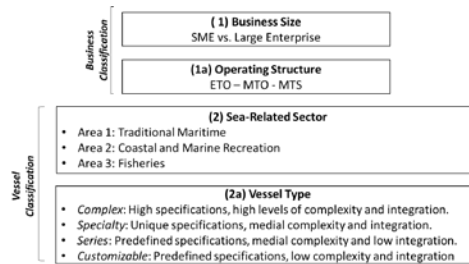 Business
Classification
( 1) Business Size
SME vs. Large Enterprise
(1a) Operating Structure
ETO – MTO - MTS
Vessel
Classification
(2) Sea-Related Sector
• Area 1: Traditional Maritime
• Area 2: Coastal and Marine Recreation
• Area 3: Fisheries
(2a) Vessel Type
• Complex: High specifications, high levels of complexity and integration.
• Specialty: Unique specifications, medial complexity and integration.
• Series: Predefined specifications, medial complexity and low integration.
• Customizable: Predefined specifications, low complexity and integration